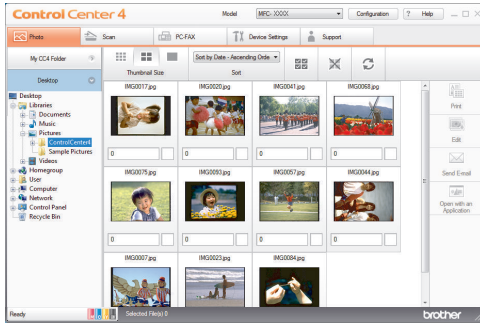 Control Center 4
Model
MFC- XXXX
Configuration
?
Help
Photo
Scan
PC-FAX
Device Settings
Support
My CC4 Folder
Desktop
Thumbnail Size
Sort by Date - Ascending Orde
Sort
Desktop
Libraries
Documents
Music
Pictures
ControlCenter4
Sample Pictures
Videos
Homegroup
User
Computer
Network
Control Panel
Recycle Bin
IMG0017.jpg
IMG0020.jpg
IMG0041.jpg
IMG0068.jpg
0
0
0
0
IMG0075.jpg
IMG0093.jpg
IMG0057.jpg
IMG0044.jpg
0
0
0
0
IMG0007.jpg
IMG0023.jpg
IMG0084.jpg
Print
Edit
Send E-mail
Open with an
Application
Ready
Selected File(s) 0
brother